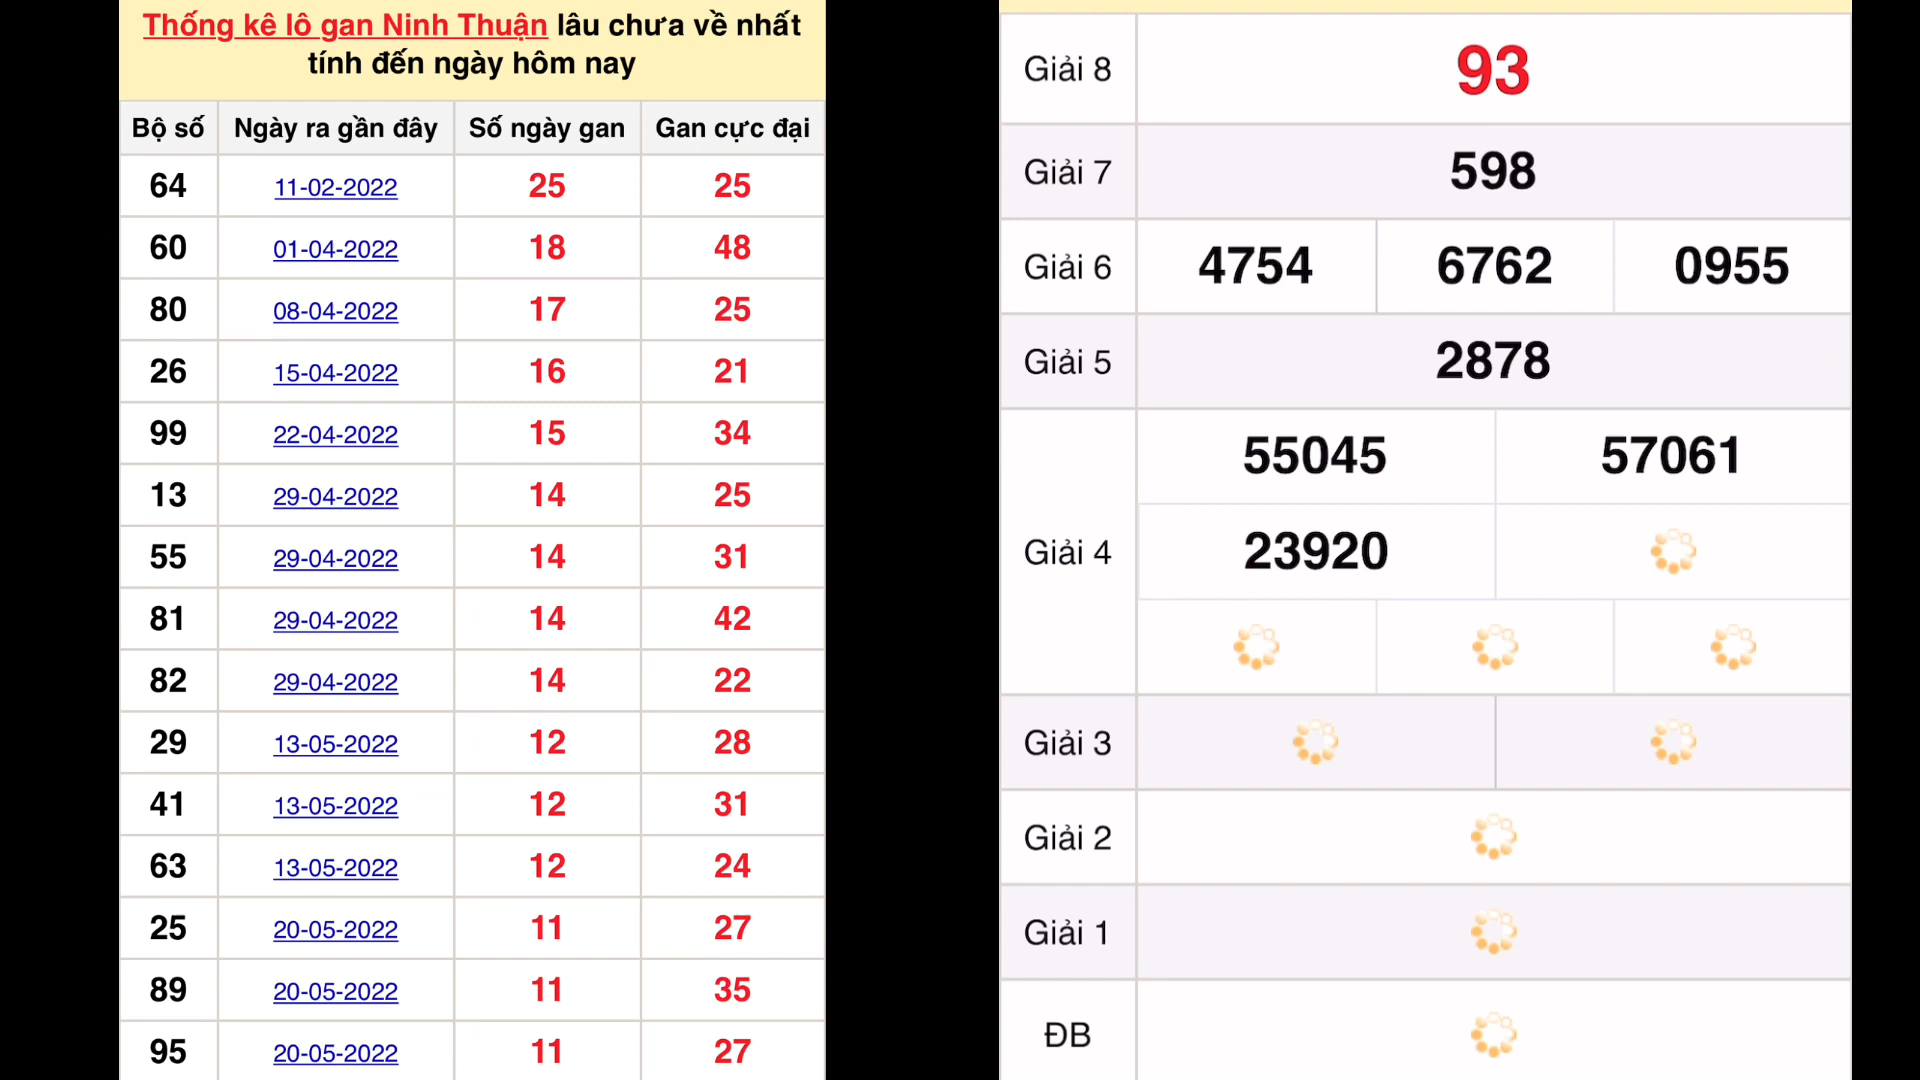 Thống kê lô gan Ninh Thuận lâu chưa về nhất
tính đến ngày hôm nay
Bộ số Ngày ra gần đây Số ngày gan Gan cực đại
64 11-02-2022 25 25
60 01-04-2022 18 48
80 08-04-2022 17 25
26 15-04-2022 16 21
99 22-04-2022 15 34
13 29-04-2022 14 25
55 29-04-2022 14 31
81 29-04-2022 14 42
82 29-04-2022 14 22
29 13-05-2022 12 28
41 13-05-2022 12 31
63 13-05-2022 12 24
25 20-05-2022 11 27
89 20-05-2022 11 35
95 20-05-2022 11 27
Giải 8 93
Giải 7 598
Giải 6 4754 6762 0955
Giải 5 2878
55045 57061
Giải 4 23920
Giải 3
Giải 2
Giải 1
ĐB